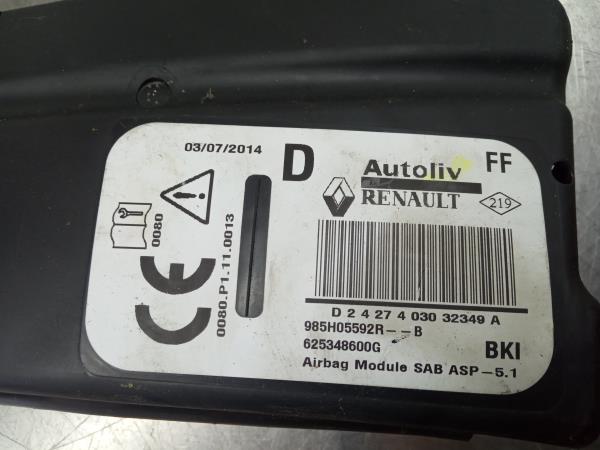 03/07/2014
D
Autoliv
FF
RENAULT
219
0080
0080.P1.11.0013
CE
D 2 4 27 4 030 32349 A
985H05592R--B
625348600G
BKI
Airbag Module SAB ASP-5.1